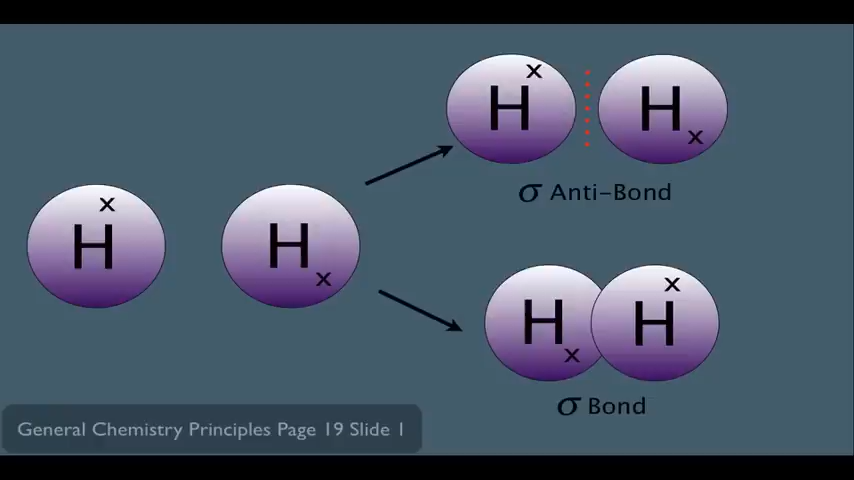 x
H
H
x
x
H
H
x
σ Anti-Bond
H
x
x
H
σ Bond
General Chemistry Principles Page 19 Slide 1